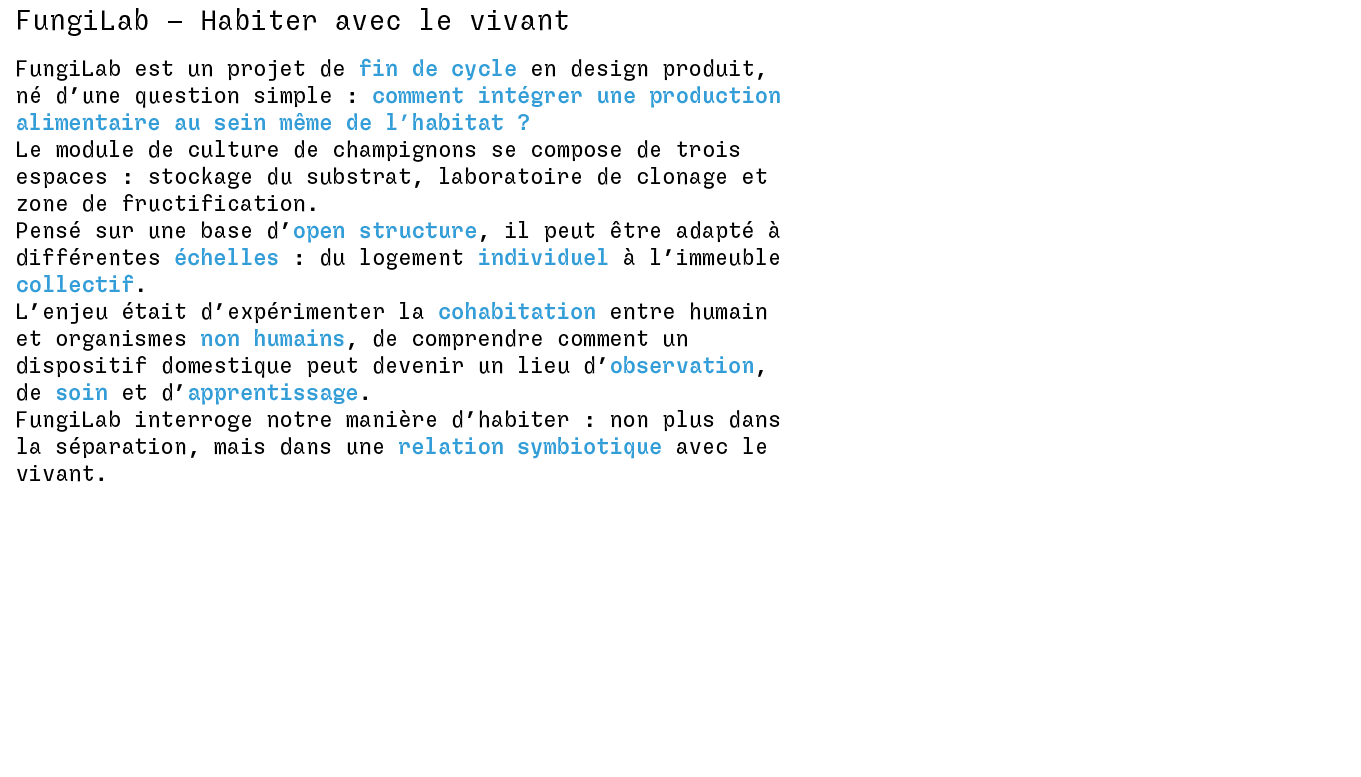 FungiLab – Habiter avec le vivant
FungiLab est un projet de fin de cycle en design produit,
né d’une question simple : comment intégrer une production
alimentaire au sein même de l’habitat ?
Le module de culture de champignons se compose de trois
espaces : stockage du substrat, laboratoire de clonage et
zone de fructification.
Pensé sur une base d’open structure, il peut être adapté à
différentes échelles : du logement individuel à l’immeuble
collectif.
L’enjeu était d’expérimenter la cohabitation entre humain
et organismes non humains, de comprendre comment un
dispositif domestique peut devenir un lieu d’observation,
de soin et d’apprentissage.
FungiLab interroge notre manière d’habiter : non plus dans
la séparation, mais dans une relation symbiotique avec le
vivant.